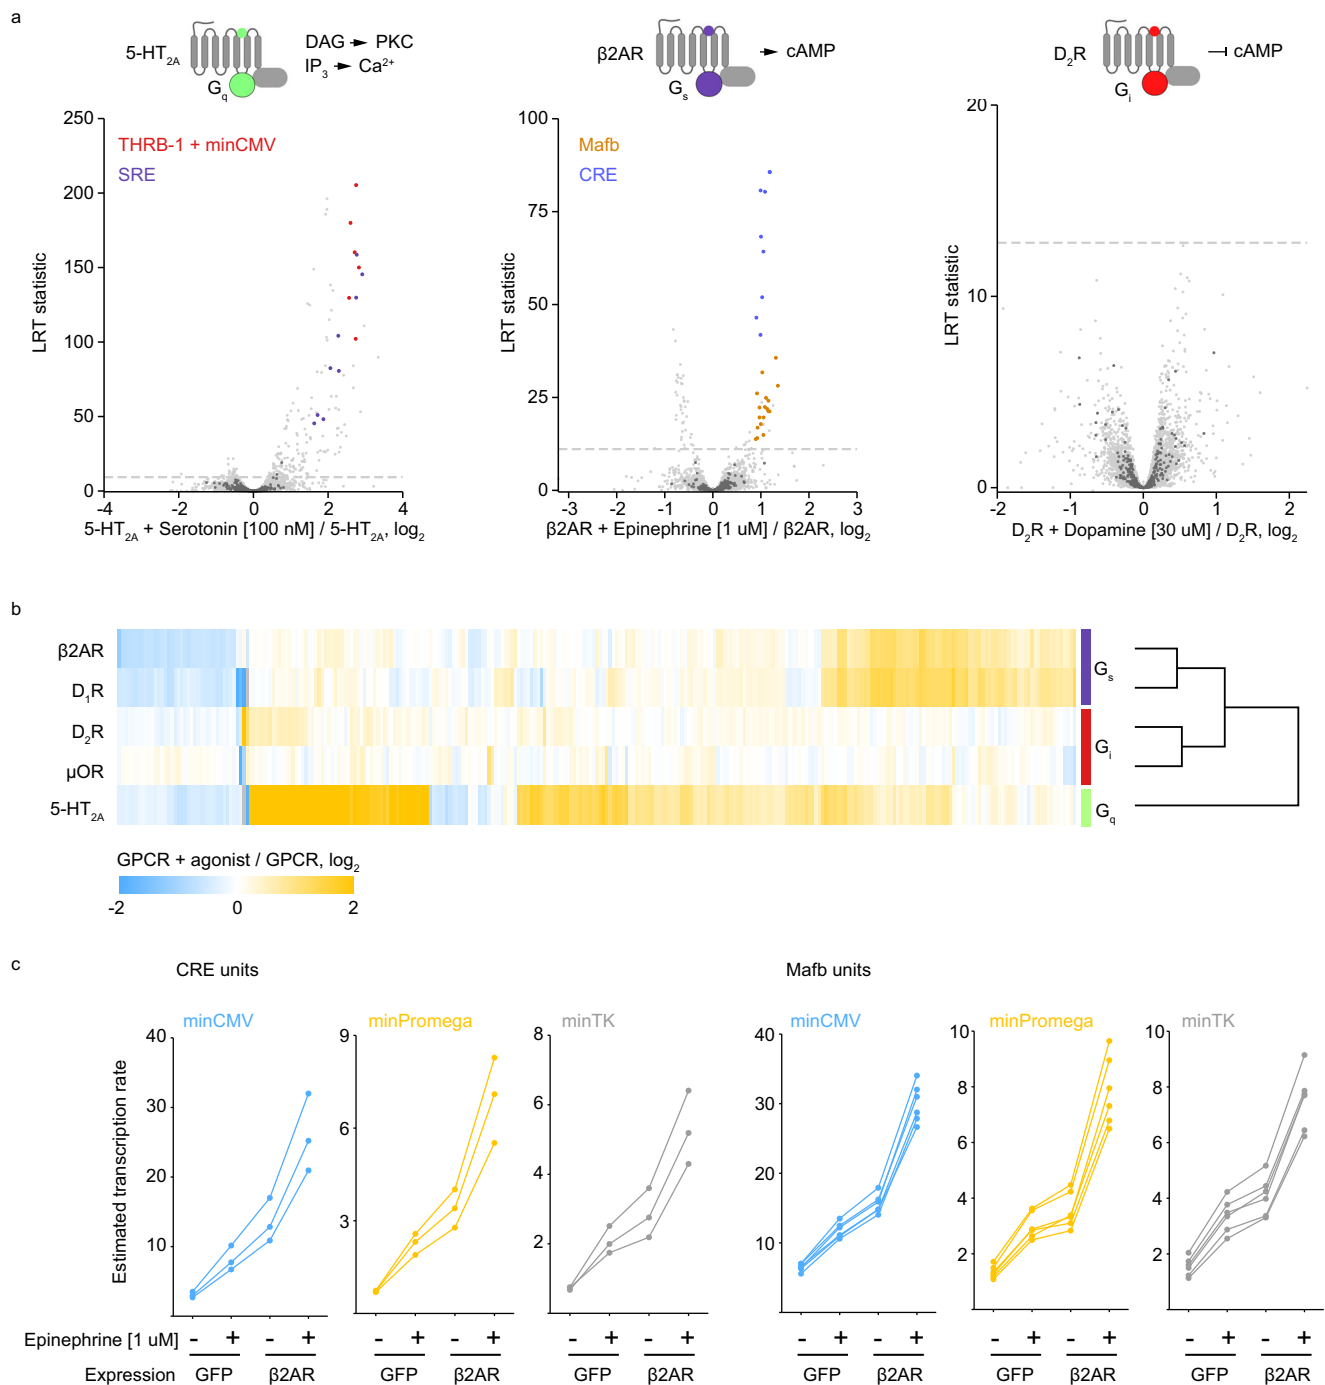 a
5-HT2A
DAG → PKC
IP3 → Ca2+
Gq
β2AR
→ cAMP
Gs
D2R
cAMP
Gi
THRB-1 + minCMV
SRE
LRT statistic
250
200
150
100
50
0
-4 -2 0 2 4
5-HT2A + Serotonin [100 nM] / 5-HT2A, log2
Mafb
CRE
LRT statistic
100
75
50
25
0
-3 -2 -1 0 1 2 3
β2AR + Epinephrine [1 uM] / β2AR, log2
LRT statistic
20
10
0
-2 -1 0 1 2
D2R + Dopamine [30 uM] / D2R, log2
b
β2AR
D1R
D2R
μOR
5-HT2A
Gs
Gi
Gq
GPCR + agonist / GPCR, log2
-2 0 2
c
CRE units
Mafb units
Estimated transcription rate
minCMV
40
30
20
10
minPromega
9
6
3
minTK
8
6
4
2
minCMV
40
30
20
10
minPromega
10
8
6
4
2
minTK
10
8
6
4
2
Epinephrine [1 uM] - + - + - + - + - + - + - + - + - + - + - + - +
Expression GFP β2AR GFP β2AR GFP β2AR GFP β2AR GFP β2AR GFP β2AR